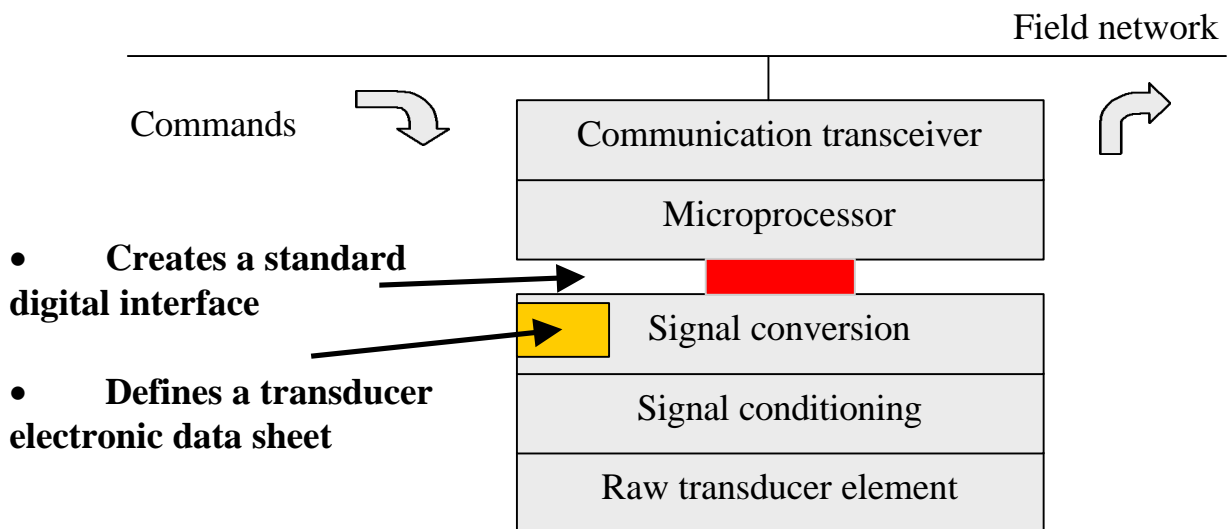 Field network
Commands
Communication transceiver
Microprocessor
• Creates a standard
digital interface
Signal conversion
• Defines a transducer
electronic data sheet
Signal conditioning
Raw transducer element